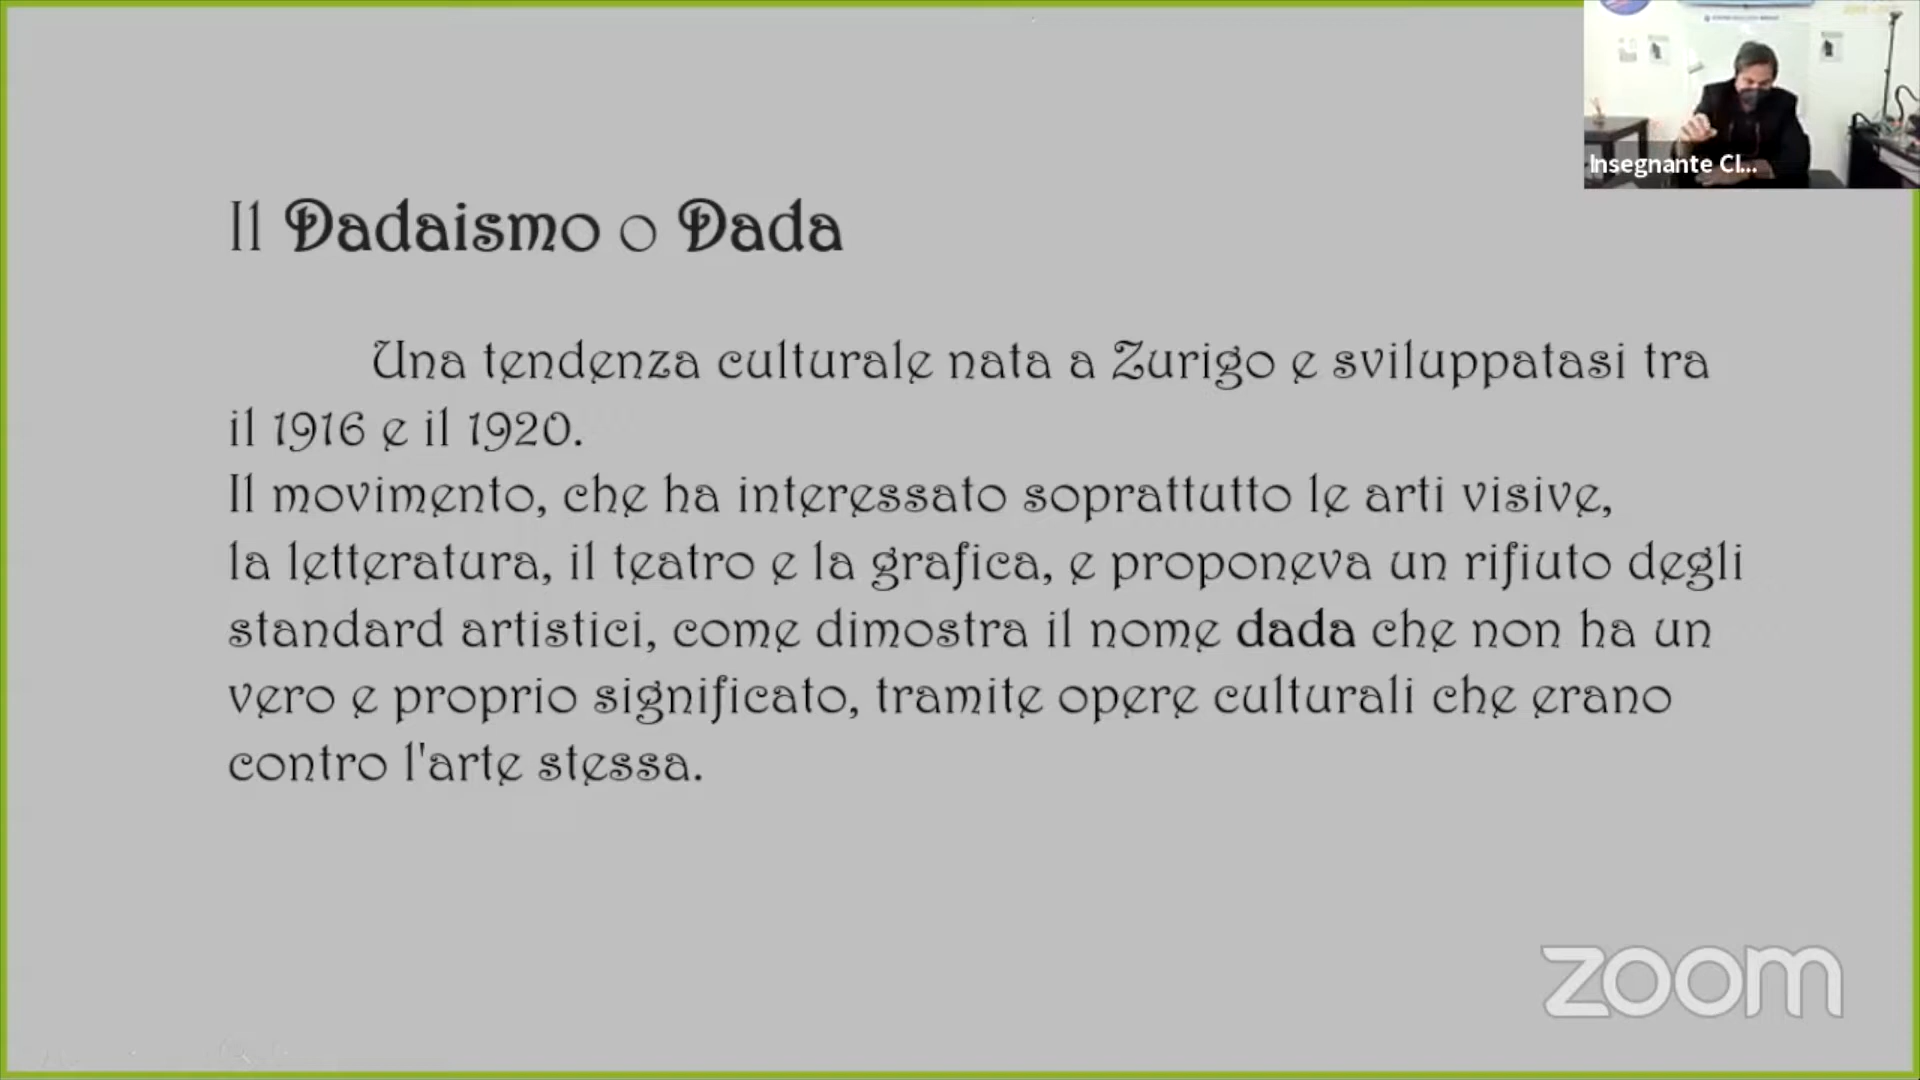 Insegnante Cl...
Il Dadaismo o Dada
Una tendenza culturale nata a Zurigo e sviluppatasi tra
il 1916 e il 1920.
Il movimento, che ha interessato soprattutto le arti visive,
la letteratura, il teatro e la grafica, e proponeva un rifiuto degli
standard artistici, come dimostra il nome dada che non ha un
vero e proprio significato, tramite opere culturali che erano
contro l'arte stessa.
zoom